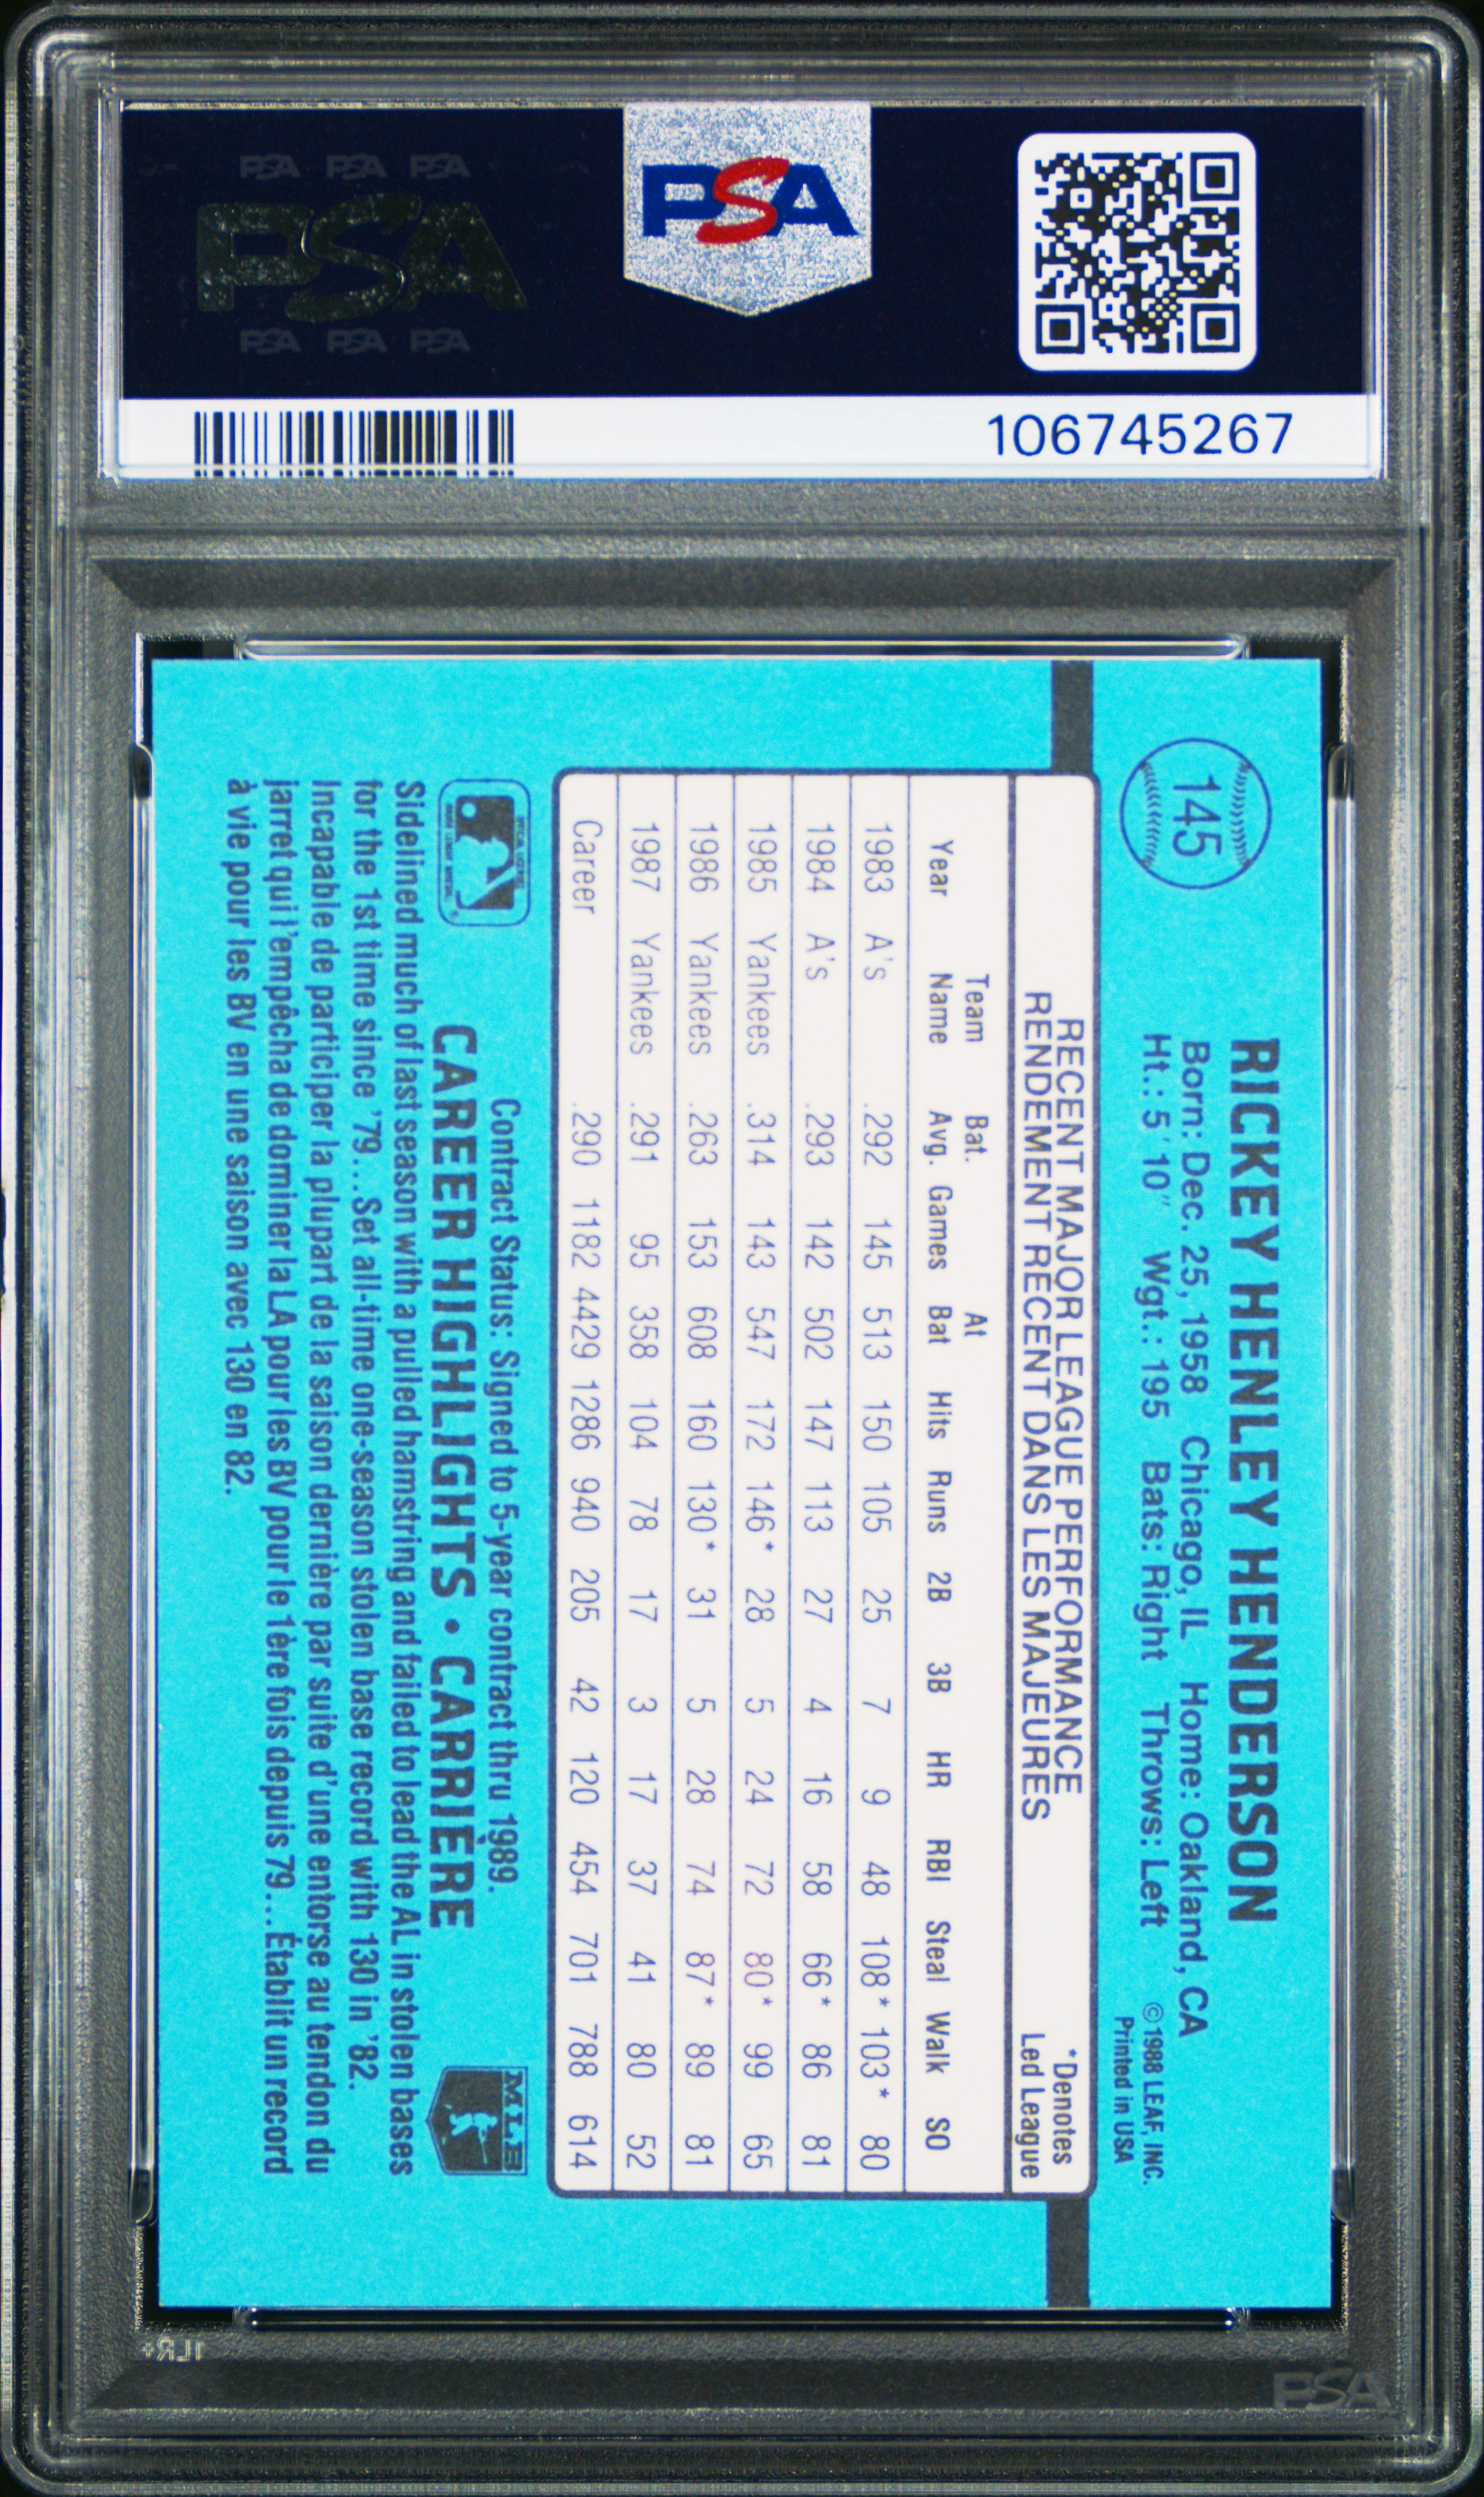 PSA PSA PSA
PSA
PSA PSA PSA
PSA
106745267
145
RICKEY HENLEY HENDERSON
Born: Dec. 25, 1958 Chicago, IL Home: Oakland, CA
Ht.: 5'10" Wgt.: 195 Bats: Right Throws: Left
© 1988 LEAF, INC.
Printed in USA
RECENT MAJOR LEAGUE PERFORMANCE
RENDEMENT RECENT DANS LES MAJEURES
*Denotes
Led League
Year Team Name Bat. Avg. Games At Bat Hits Runs 2B 3B HR RBI Steal Walk SO
1983 A's .292 145 513 150 105 25 7 9 48 108* 103* 80
1984 A's .293 142 502 147 113 27 4 16 58 66* 86 81
1985 Yankees .314 143 547 172 146* 28 5 24 72 80* 99 65
1986 Yankees .263 153 608 160 130* 31 5 28 74 87* 89 81
1987 Yankees .291 95 358 104 78 17 3 17 37 41 80 52
Career .290 1182 4429 1286 940 205 42 120 454 701 788 614
Contract Status: Signed to 5-year contract thru 1989.
CAREER HIGHLIGHTS • CARRIERE
MLB
Sidelined much of last season with a pulled hamstring and failed to lead the AL in stolen bases
for the 1st time since '79...Set all-time one-season stolen base record with 130 in '82.
Incapable de participer la plupart de la saison dernière par suite d'une entorse au tendon du
jarret qui l'empêcha de dominer la LA pour les BV pour le 1ère fois depuis 79...Établit un record
à vie pour les BV en une saison avec 130 en 82.
PSA